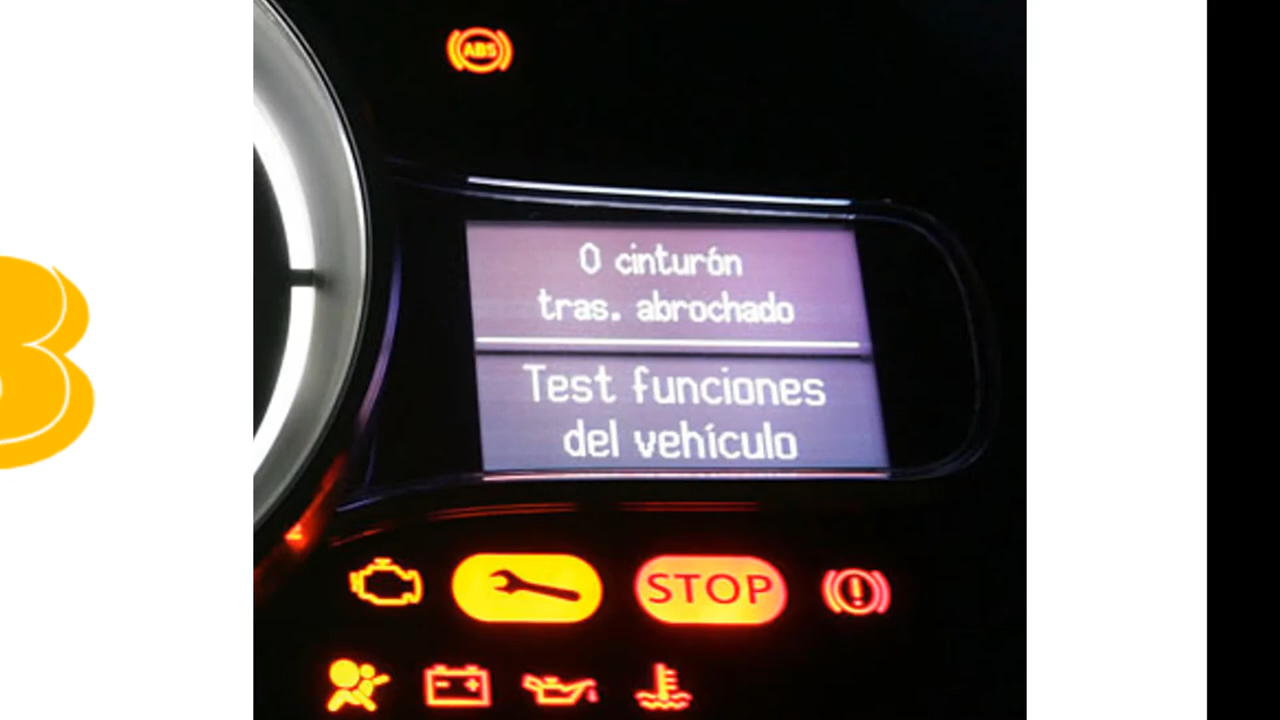 ABS
0 cinturón
tras. abrochado
Test funciones
del vehículo
STOP